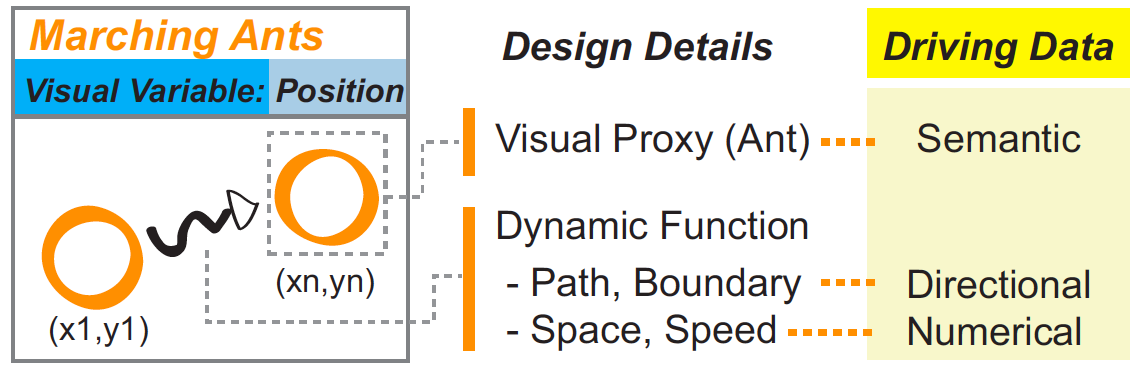 Marching Ants
Visual Variable: Position
(x1,y1)
(xn,yn)
Design Details
Driving Data
Visual Proxy (Ant)
Semantic
Dynamic Function
- Path, Boundary
Directional
- Space, Speed
Numerical